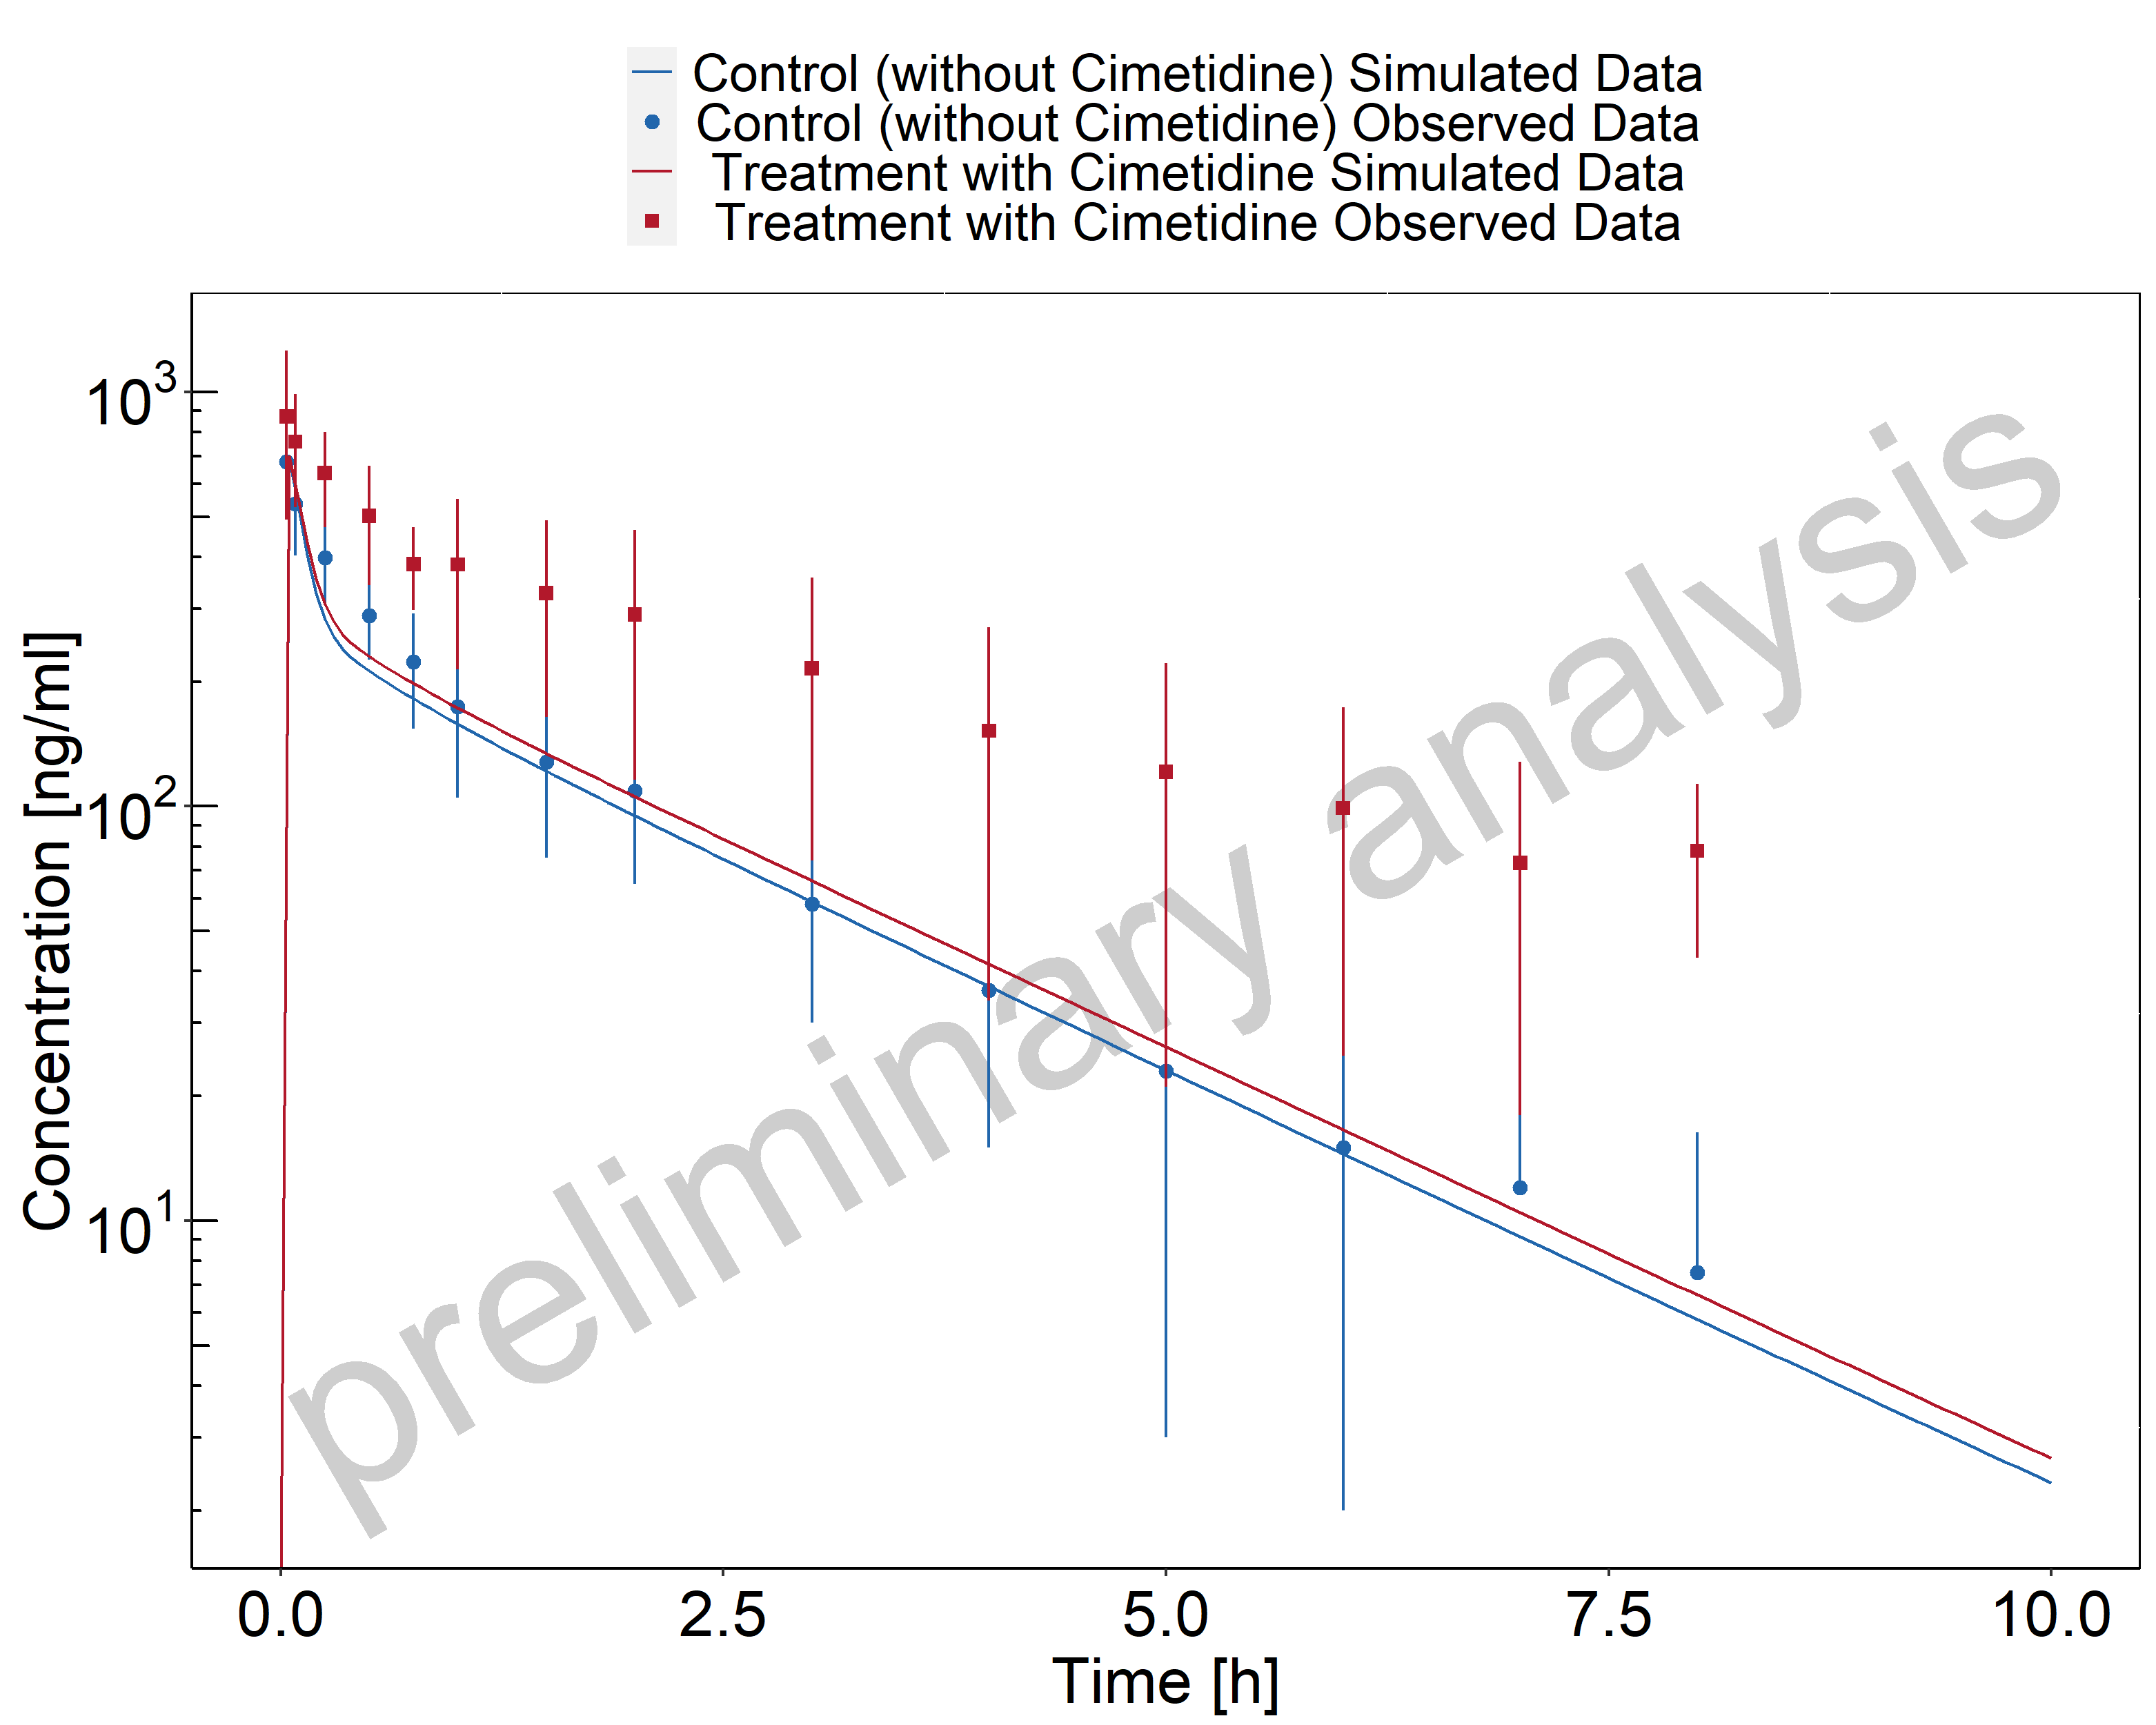 Control (without Cimetidine) Simulated Data
Control (without Cimetidine) Observed Data
Treatment with Cimetidine Simulated Data
Treatment with Cimetidine Observed Data
Concentration [ng/ml]
10³
10²
10¹
preliminary analysis
0.0 2.5 5.0 7.5 10.0
Time [h]